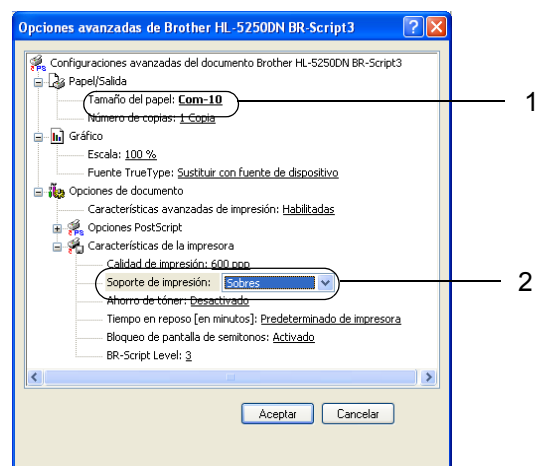 Opciones avanzadas de Brother HL-5250DN BR-Script3
Configuraciones avanzadas del documento Brother HL-5250DN BR-Script3
Papel/Salida
Tamaño del papel: Com-10
1
Número de copias: 1 Copia
Gráfico
Escala: 100 %
Fuente TrueType: Sustituir con fuente de dispositivo
Opciones de documento
Características avanzadas de impresión: Habilitadas
Opciones PostScript
Características de la impresora
Calidad de impresión: 600 ppp
Soporte de impresión: Sobres
2
Ahorro de tóner: Desactivado
Tiempo en reposo [en minutos]: Predeterminado de impresora
Bloqueo de pantalla de semitonos: Activado
BR-Script Level: 3
Aceptar Cancelar